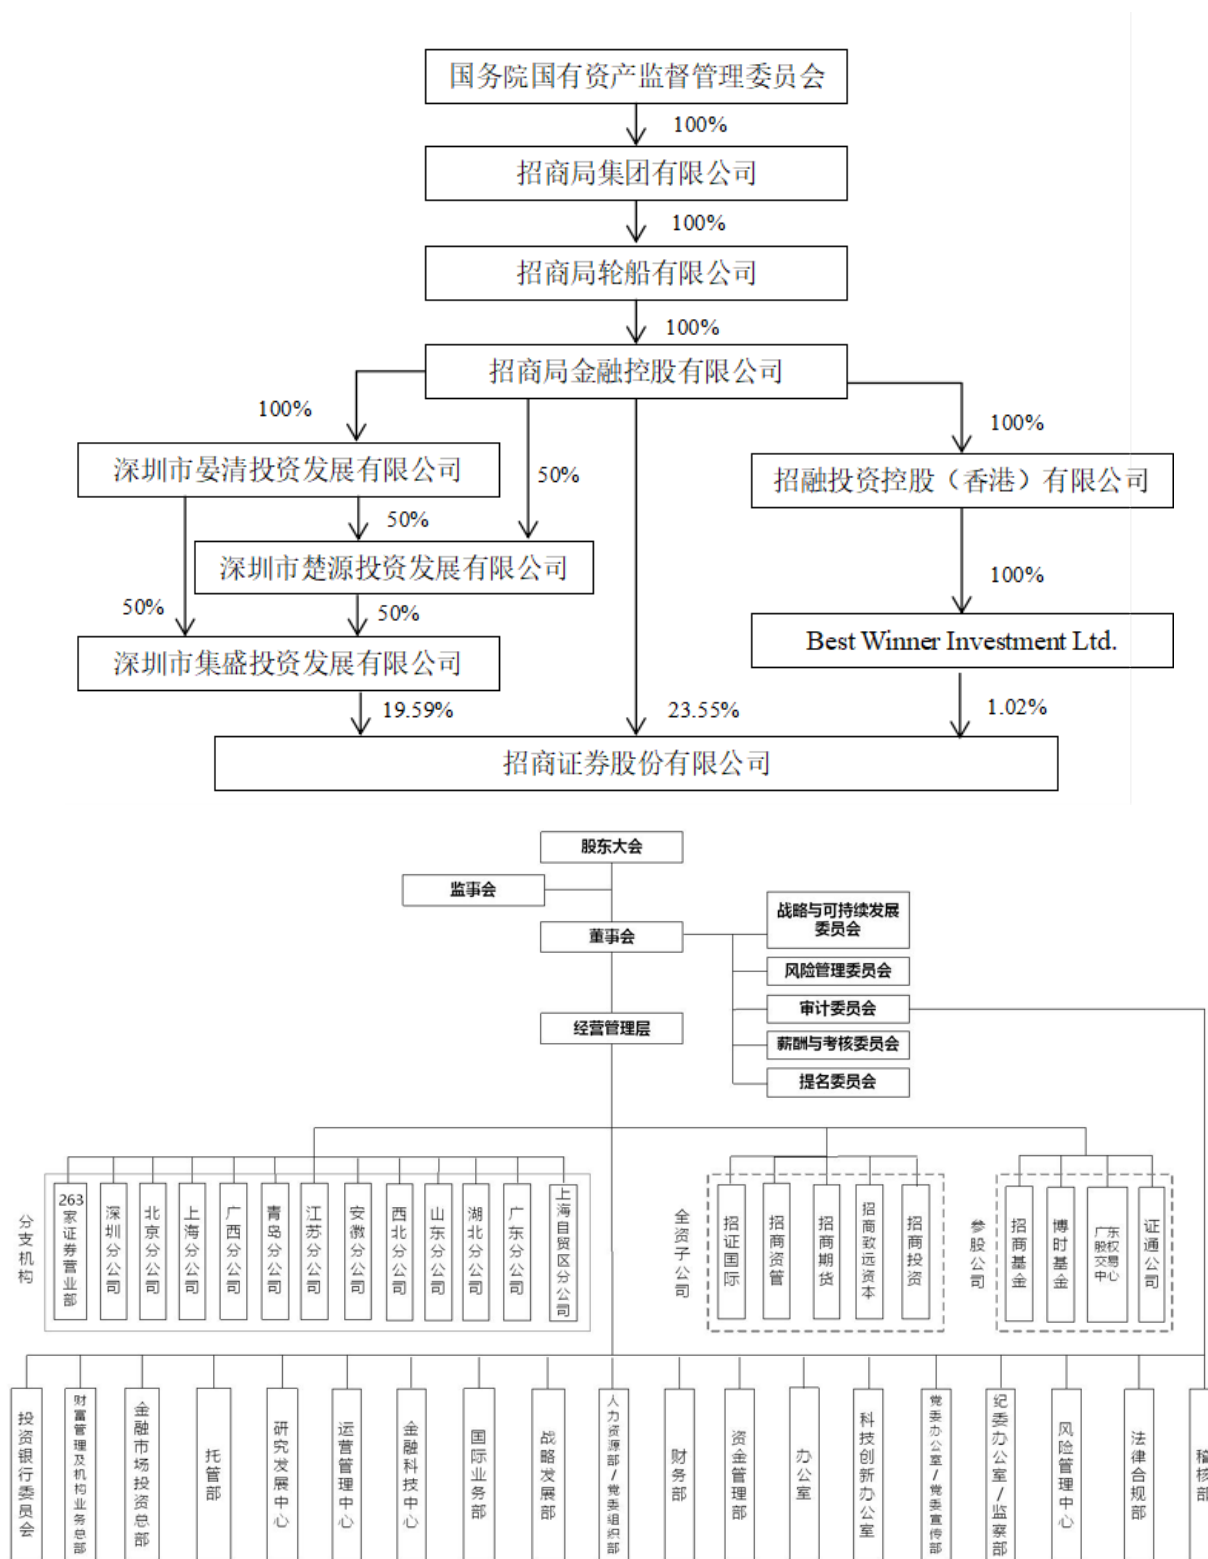 国务院国有资产监督管理委员会
100%
招商局集团有限公司
100%
招商局轮船有限公司
100%
招商局金融控股有限公司
100%
100%
深圳市晏清投资发展有限公司
50%
招融投资控股（香港）有限公司
50%
深圳市楚源投资发展有限公司
100%
50%
50%
Best Winner Investment Ltd.
深圳市集盛投资发展有限公司
19.59%
23.55%
1.02%
招商证券股份有限公司
股东大会
监事会
战略与可持续发展
委员会
董事会
风险管理委员会
审计委员会
经营管理层
薪酬与考核委员会
提名委员会
分支机构
263家证券营业部
深圳分公司
北京分公司
上海分公司
广西分公司
青岛分公司
江苏分公司
安徽分公司
西北分公司
山东分公司
湖北分公司
广东分公司
上海自贸区分公司
全资子公司
招证国际
招商资管
招商期货
招商致远资本
招商投资
参股公司
招商基金
博时基金
广东
股权
交易
中心
证通公司
投资银行委员会
财富管理及机构业务总部
金融市场投资总部
托管部
研究发展中心
运营管理中心
金融科技中心
国际业务部
战略发展部
人力资源部/党委组织部
财务部
资金管理部
办公室
科技创新办公室
党委办公室/党委宣传部
纪委办公室/监察部
风险管理中心
法律合规部
稽核部